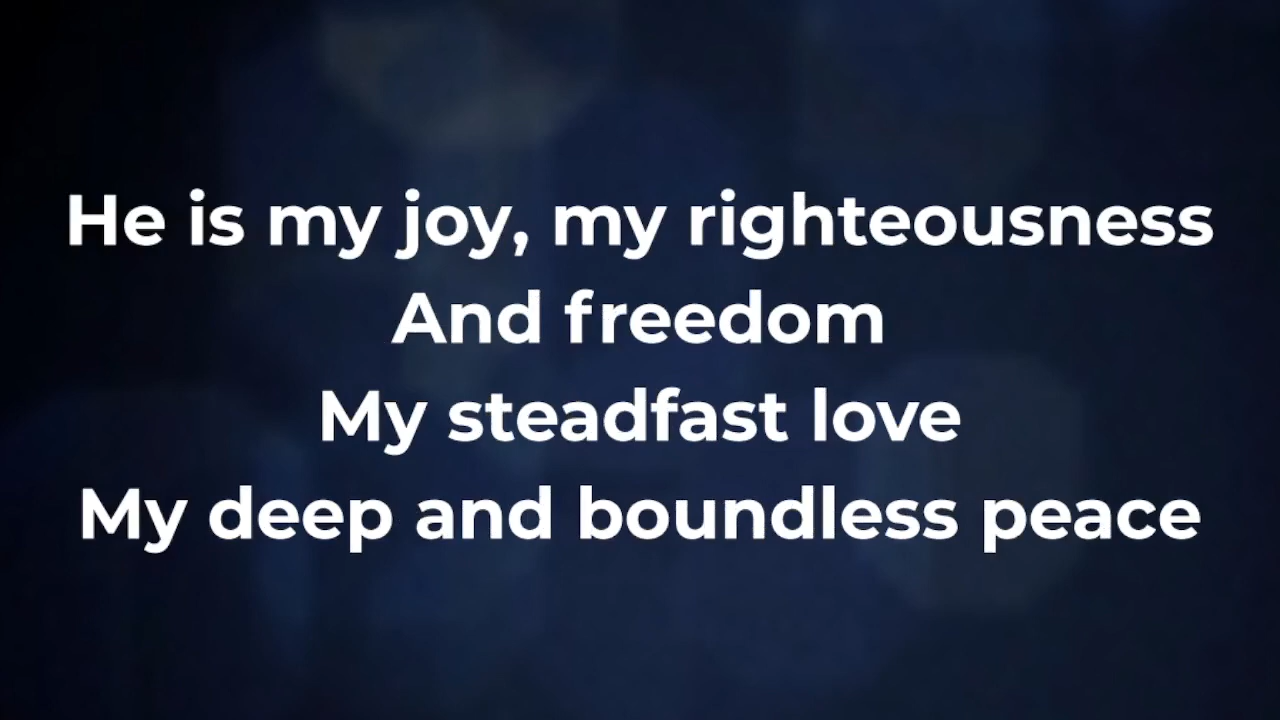 He is my joy, my righteousness
And freedom
My steadfast love
My deep and boundless peace